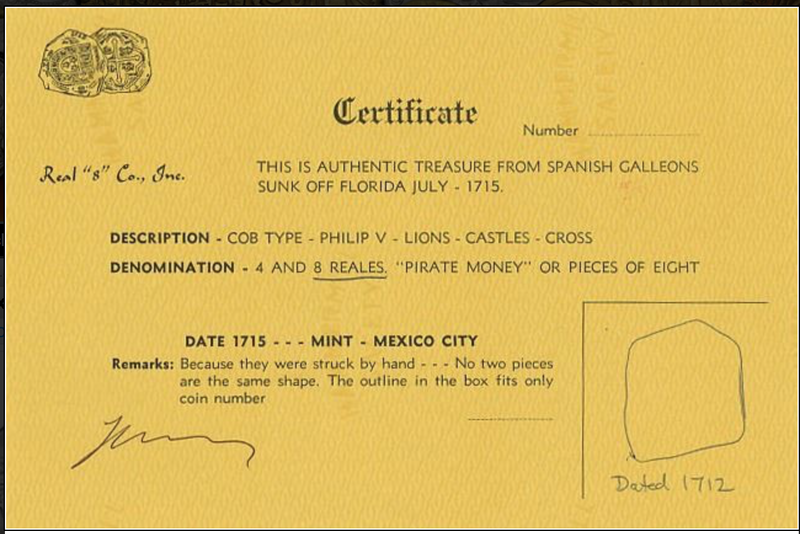 Certificate
Number
Real "8" Co., Inc.
THIS IS AUTHENTIC TREASURE FROM SPANISH GALLEONS
SUNK OFF FLORIDA JULY - 1715.
DESCRIPTION - COB TYPE - PHILIP V - LIONS - CASTLES - CROSS
DENOMINATION - 4 AND 8 REALES. "PIRATE MONEY" OR PIECES OF EIGHT
DATE 1715 - - - MINT - MEXICO CITY
Remarks: Because they were struck by hand - - - No two pieces
are the same shape. The outline in the box fits only
coin number
Dated 1712